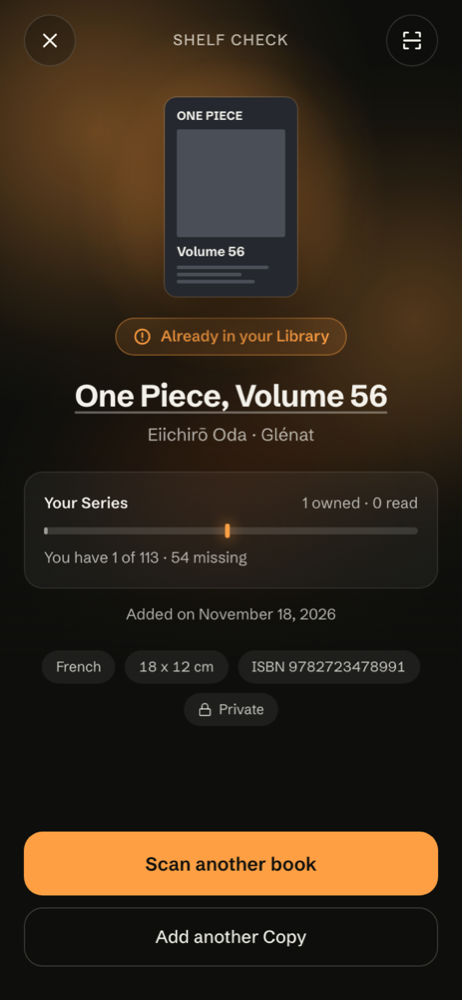 SHELF CHECK
ONE PIECE
Volume 56
Already in your Library
One Piece, Volume 56
Eiichirō Oda · Glénat
Your Series
1 owned · 0 read
You have 1 of 113 · 54 missing
Added on November 18, 2026
French
18 x 12 cm
ISBN 9782723478991
Private
Scan another book
Add another Copy